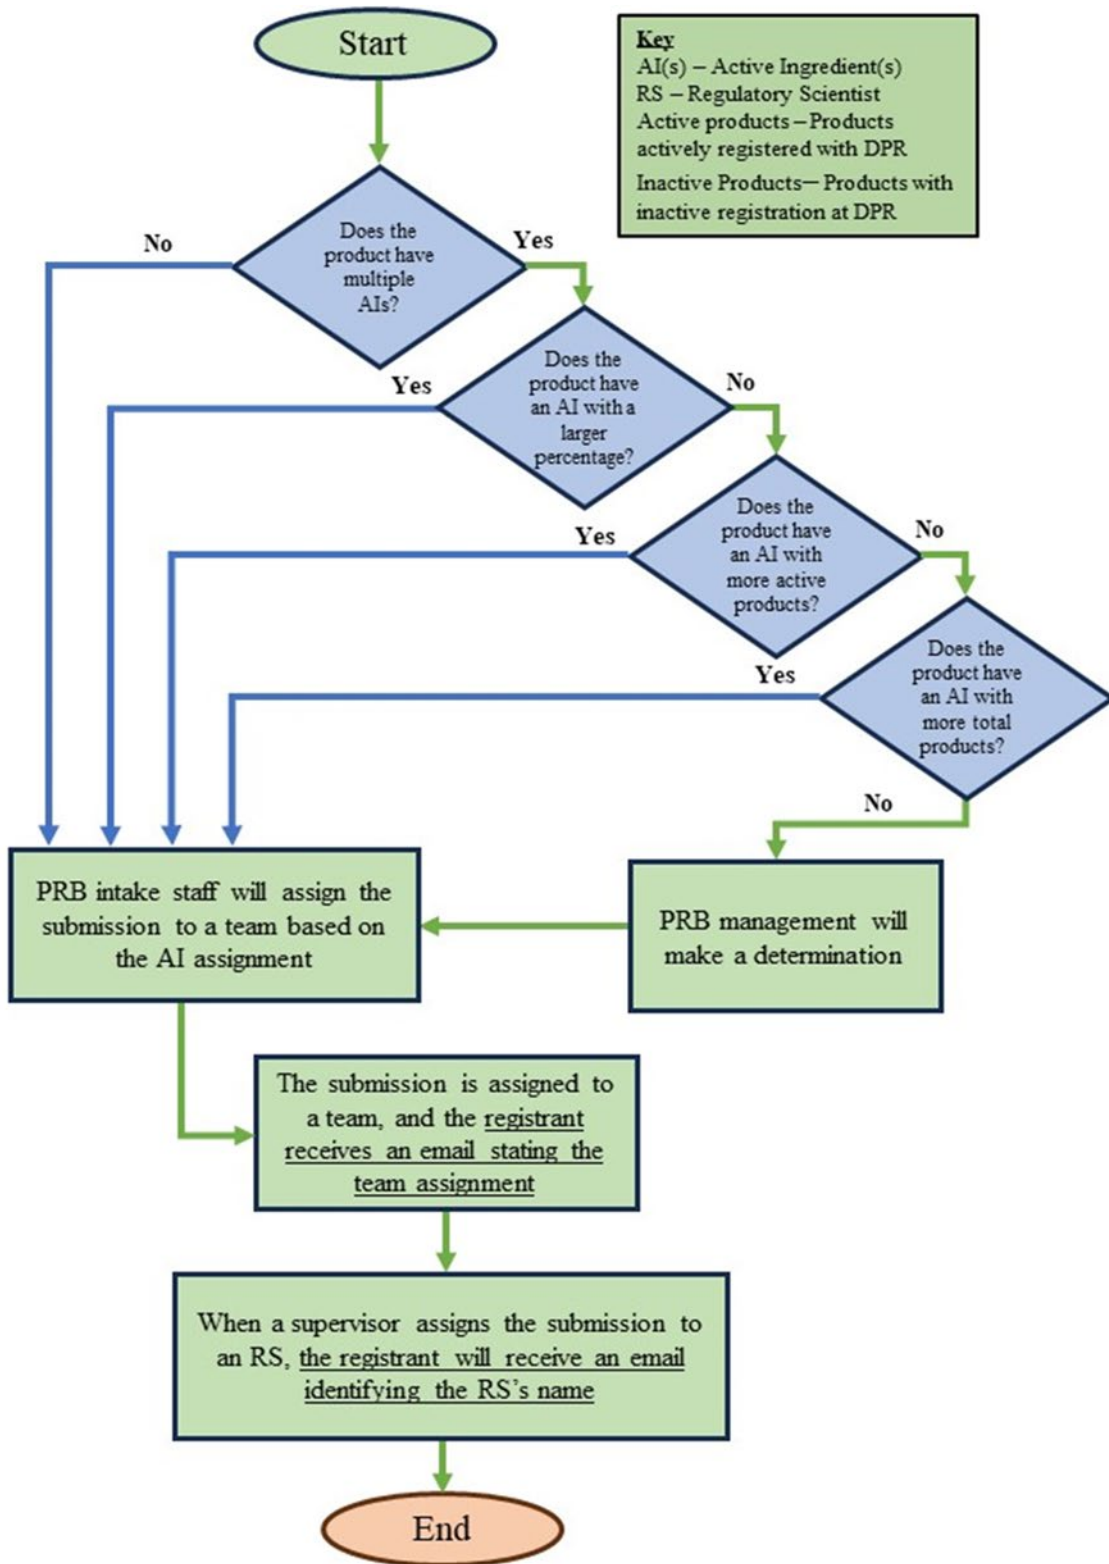 Start
Key
AI(s) – Active Ingredient(s)
RS – Regulatory Scientist
Active products – Products
actively registered with DPR
Inactive Products— Products with
inactive registration at DPR
Does the
product have
multiple
AIs?
No
Yes
Does the
product have
an AI with a
larger
percentage?
Yes
No
Does the
product have
an AI with
more active
products?
Yes
No
Does the
product have
an AI with
more total
products?
Yes
No
PRB intake staff will assign the
submission to a team based on
the AI assignment
PRB management will
make a determination
The submission is assigned to
a team, and the registrant
receives an email stating the
team assignment
When a supervisor assigns the submission to
an RS, the registrant will receive an email
identifying the RS’s name
End